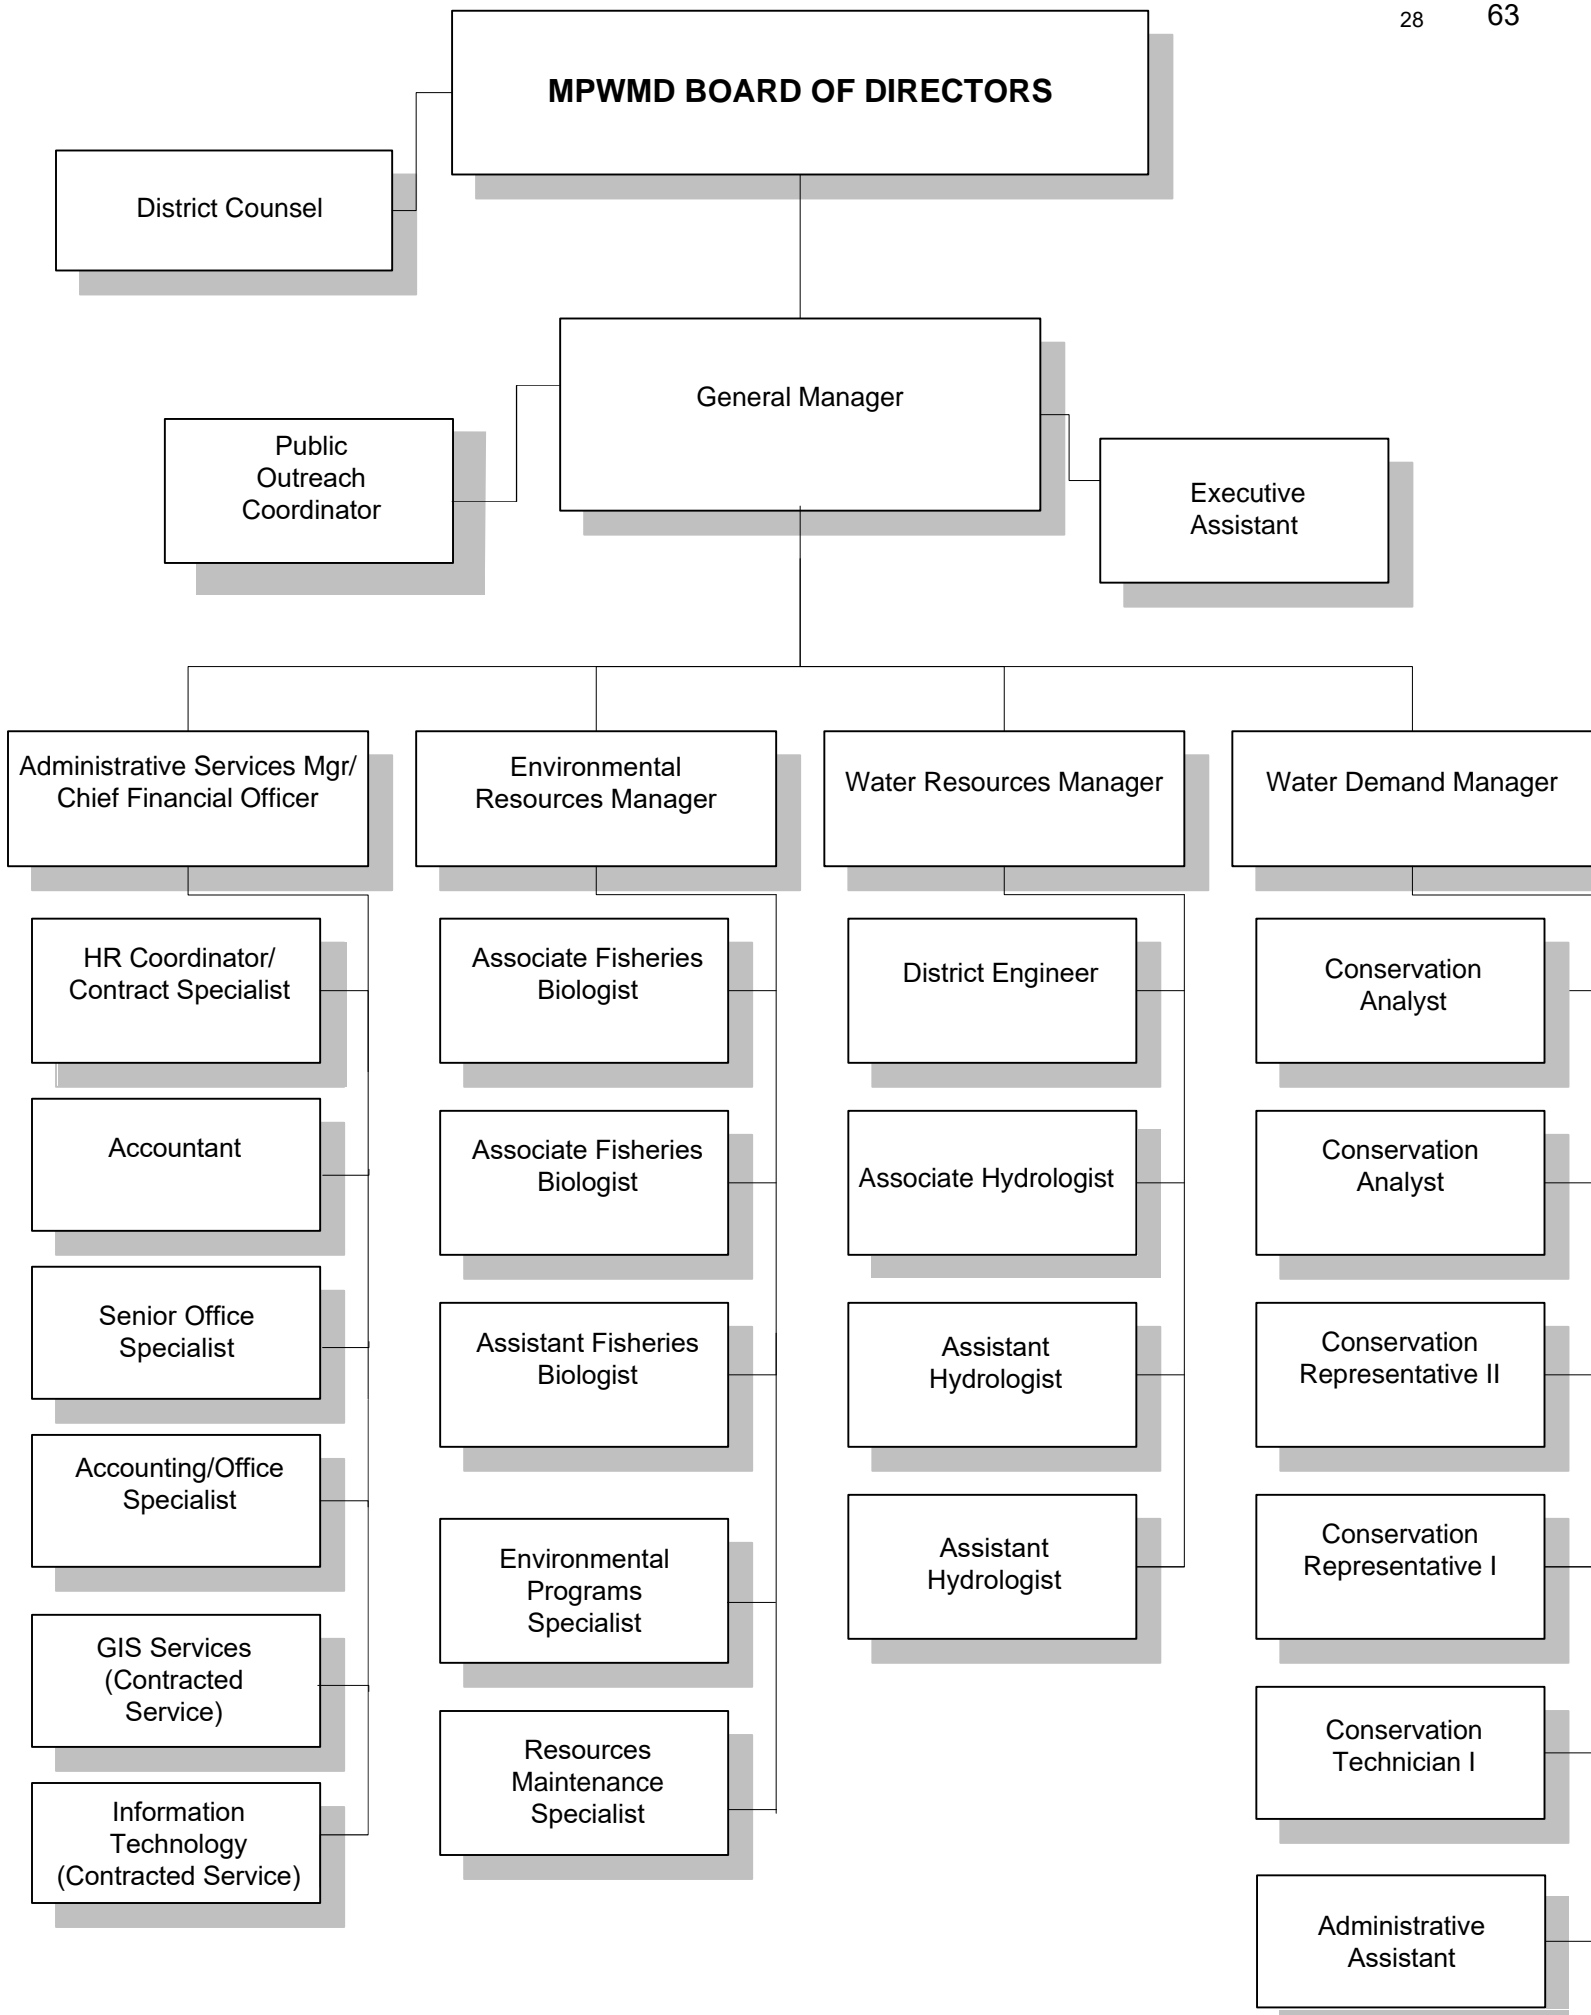 28 63
MPWMD BOARD OF DIRECTORS
District Counsel
General Manager
Public
Outreach
Coordinator
Executive
Assistant
Administrative Services Mgr/
Chief Financial Officer
Environmental
Resources Manager
Water Resources Manager
Water Demand Manager
HR Coordinator/
Contract Specialist
Accountant
Senior Office
Specialist
Accounting/Office
Specialist
GIS Services
(Contracted
Service)
Information
Technology
(Contracted Service)
Associate Fisheries
Biologist
Associate Fisheries
Biologist
Assistant Fisheries
Biologist
Environmental
Programs
Specialist
Resources
Maintenance
Specialist
District Engineer
Associate Hydrologist
Assistant
Hydrologist
Assistant
Hydrologist
Conservation
Analyst
Conservation
Analyst
Conservation
Representative II
Conservation
Representative I
Conservation
Technician I
Administrative
Assistant